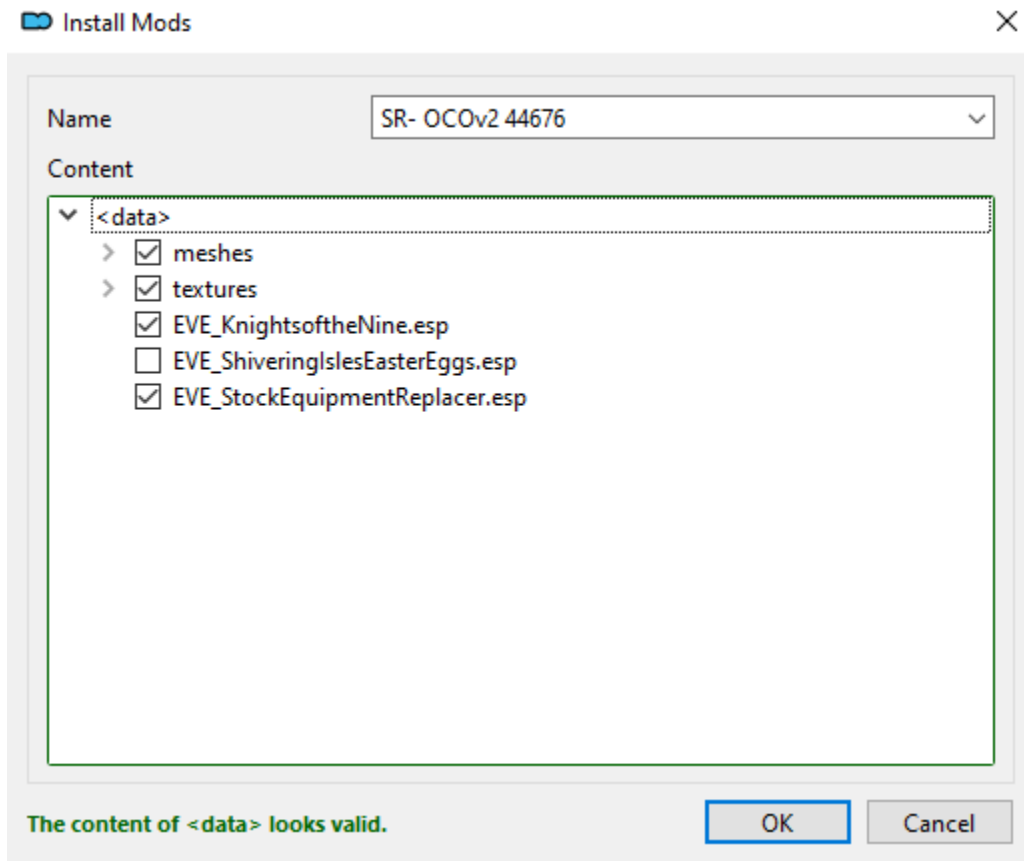 Install Mods
Name
SR- OCOv2 44676
Content
<data>
meshes
textures
EVE_KnightsoftheNine.esp
EVE_ShiveringIslesEasterEggs.esp
EVE_StockEquipmentReplacer.esp
The content of <data> looks valid.
OK
Cancel